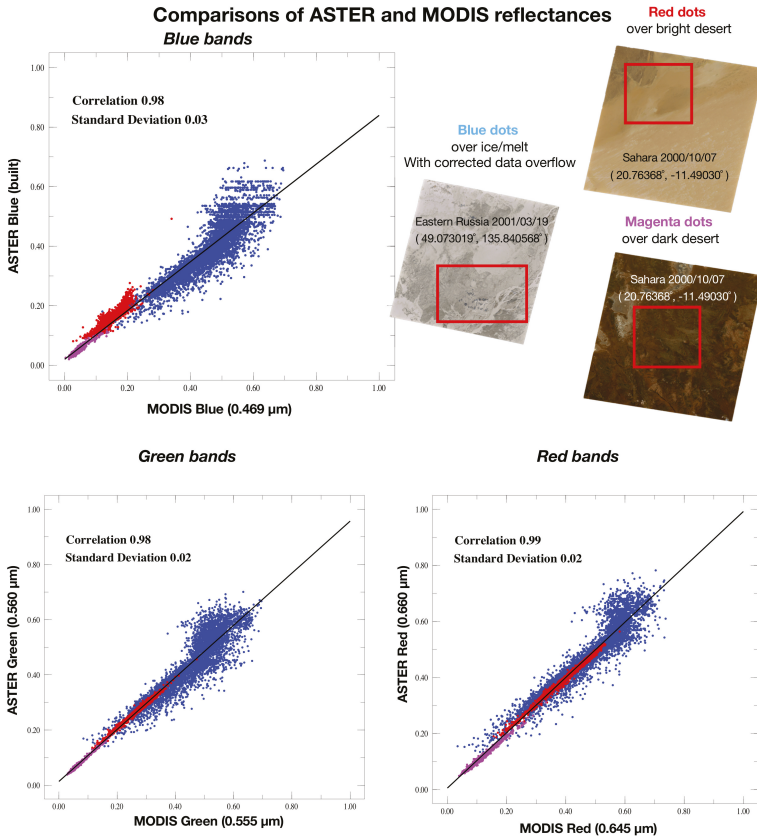 Comparisons of ASTER and MODIS reflectances
Blue bands
1.00
0.80
0.60
0.40
0.20
0.00
0.00
0.20
0.40
0.60
0.80
1.00
Correlation 0.98
Standard Deviation 0.03
ASTER Blue (built)
MODIS Blue (0.469 µm)
Blue dots
over ice/melt
With corrected data overflow
Eastern Russia 2001/03/19
( 49.073019°, 135.840568°)
Red dots
over bright desert
Sahara 2000/10/07
( 20.76368°, -11.49030°)
Magenta dots
over dark desert
Sahara 2000/10/07
(20.76368°, -11.49030°)
Green bands
1.00
0.80
0.60
0.40
0.20
0.00
0.00
0.20
0.40
0.60
0.80
1.00
Correlation 0.98
Standard Deviation 0.02
ASTER Green (0.560 µm)
MODIS Green (0.555 µm)
Red bands
1.00
0.80
0.60
0.40
0.20
0.00
0.00
0.20
0.40
0.60
0.80
1.00
Correlation 0.99
Standard Deviation 0.02
ASTER Red (0.660 µm)
MODIS Red (0.645 µm)